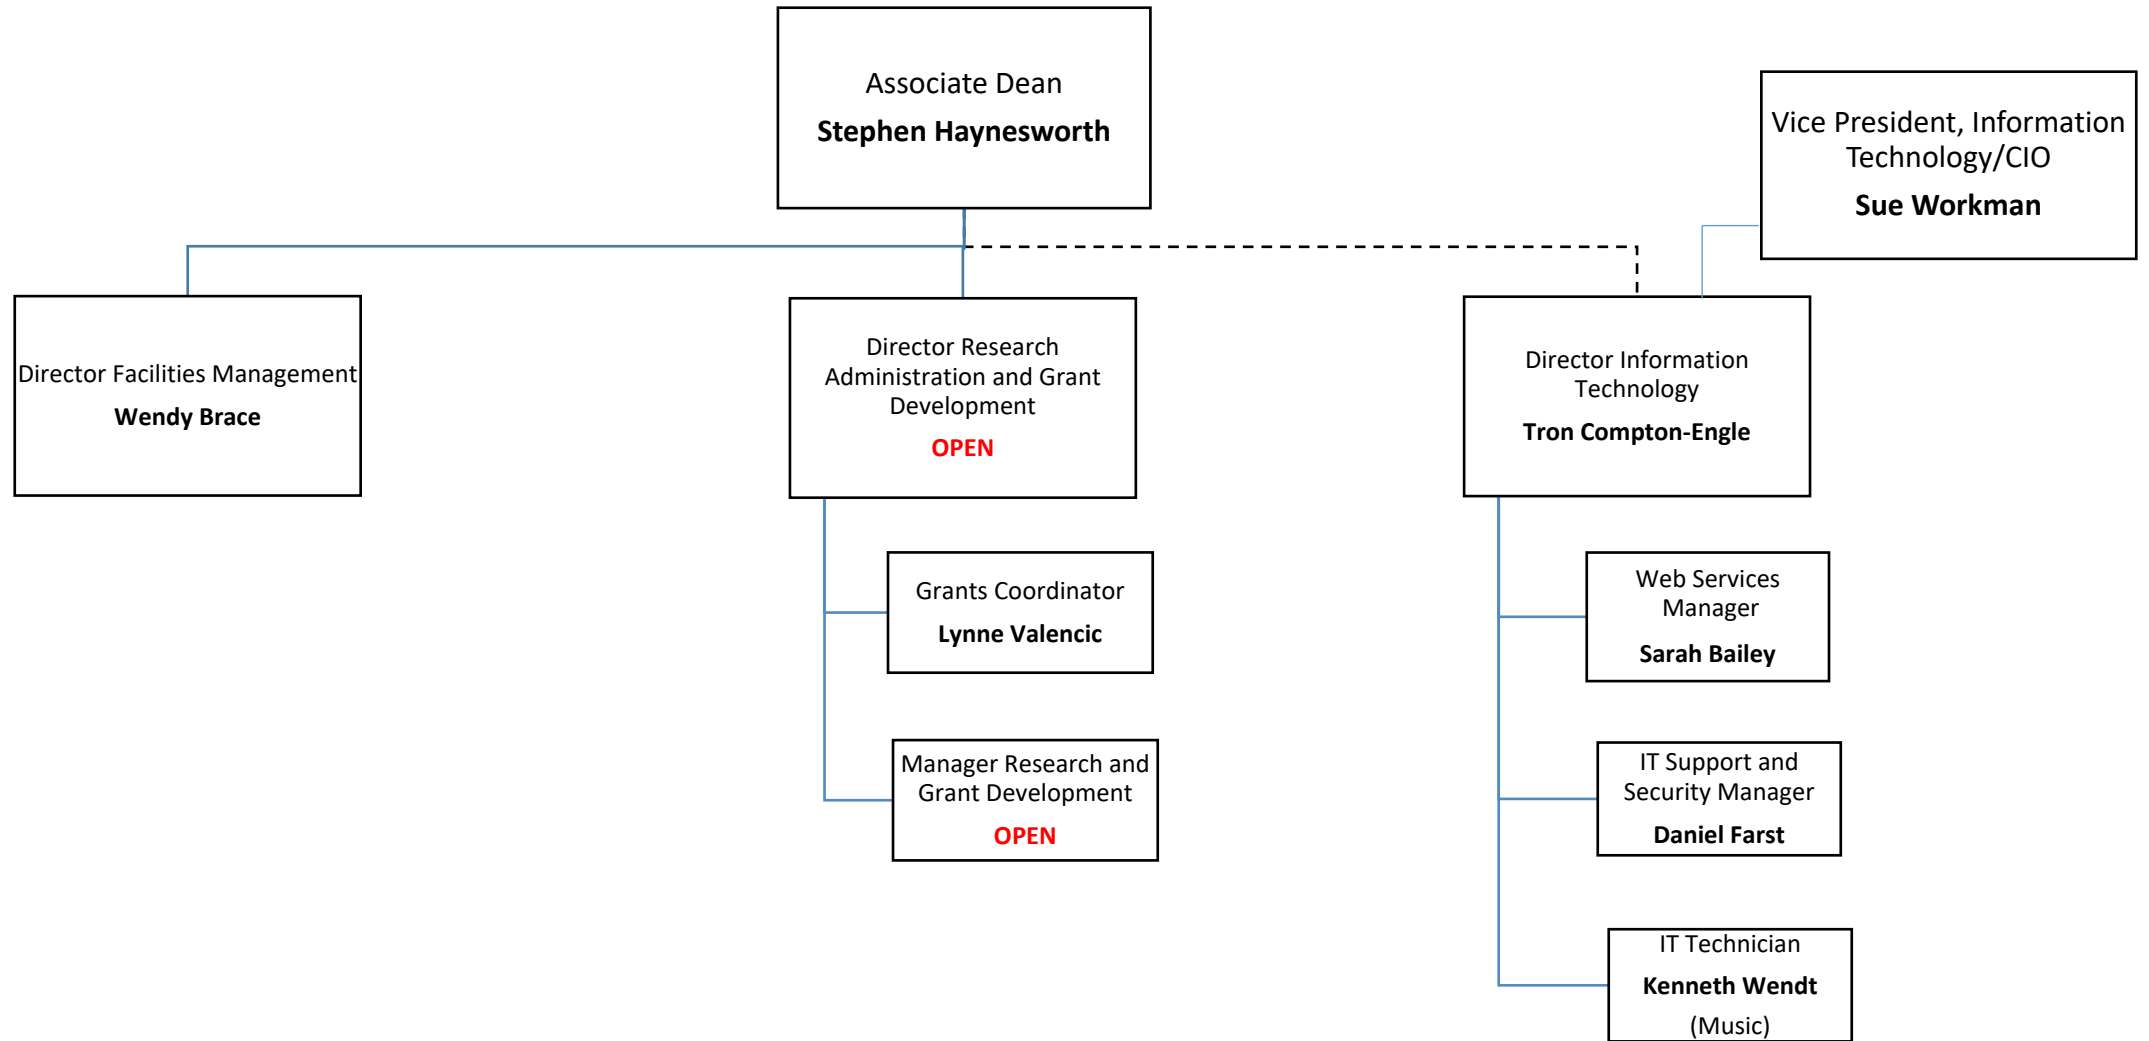 Associate Dean
Stephen Haynesworth
Vice President, Information
Technology/CIO
Sue Workman
Director Facilities Management
Wendy Brace
Director Research
Administration and Grant
Development
OPEN
Director Information
Technology
Tron Compton-Engle
Grants Coordinator
Lynne Valencic
Web Services
Manager
Sarah Bailey
Manager Research and
Grant Development
OPEN
IT Support and
Security Manager
Daniel Farst
IT Technician
Kenneth Wendt
(Music)